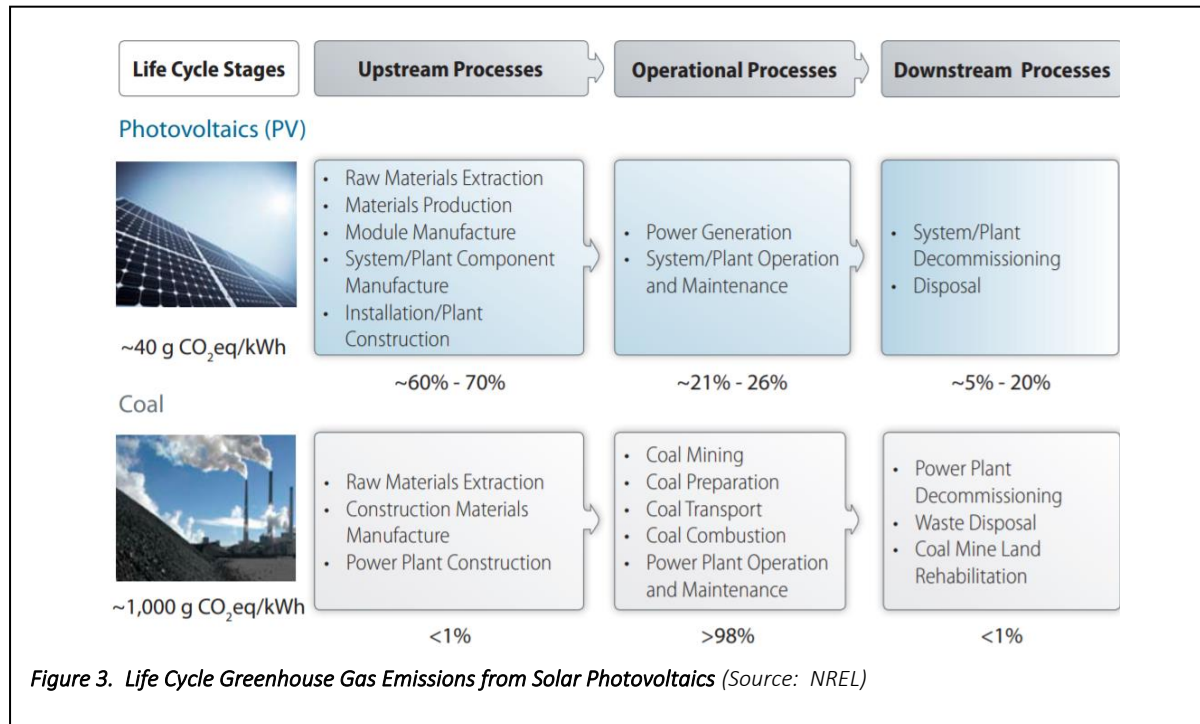 Life Cycle Stages
Upstream Processes
Operational Processes
Downstream Processes
Photovoltaics (PV)
~40 g CO₂eq/kWh
• Raw Materials Extraction
• Materials Production
• Module Manufacture
• System/Plant Component
Manufacture
• Installation/Plant
Construction
~60% - 70%
• Power Generation
• System/Plant Operation
and Maintenance
~21% - 26%
• System/Plant
Decommissioning
• Disposal
~5% - 20%
Coal
~1,000 g CO₂eq/kWh
• Raw Materials Extraction
• Construction Materials
Manufacture
• Power Plant Construction
<1%
• Coal Mining
• Coal Preparation
• Coal Transport
• Coal Combustion
• Power Plant Operation
and Maintenance
>98%
• Power Plant
Decommissioning
• Waste Disposal
• Coal Mine Land
Rehabilitation
<1%
Figure 3. Life Cycle Greenhouse Gas Emissions from Solar Photovoltaics (Source: NREL)